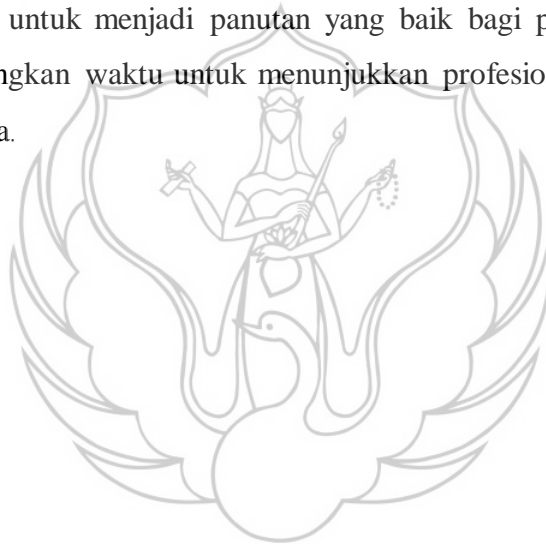 untuk menjadi panutan yang baik bagi p
ngkan waktu untuk menunjukkan profesio
a.